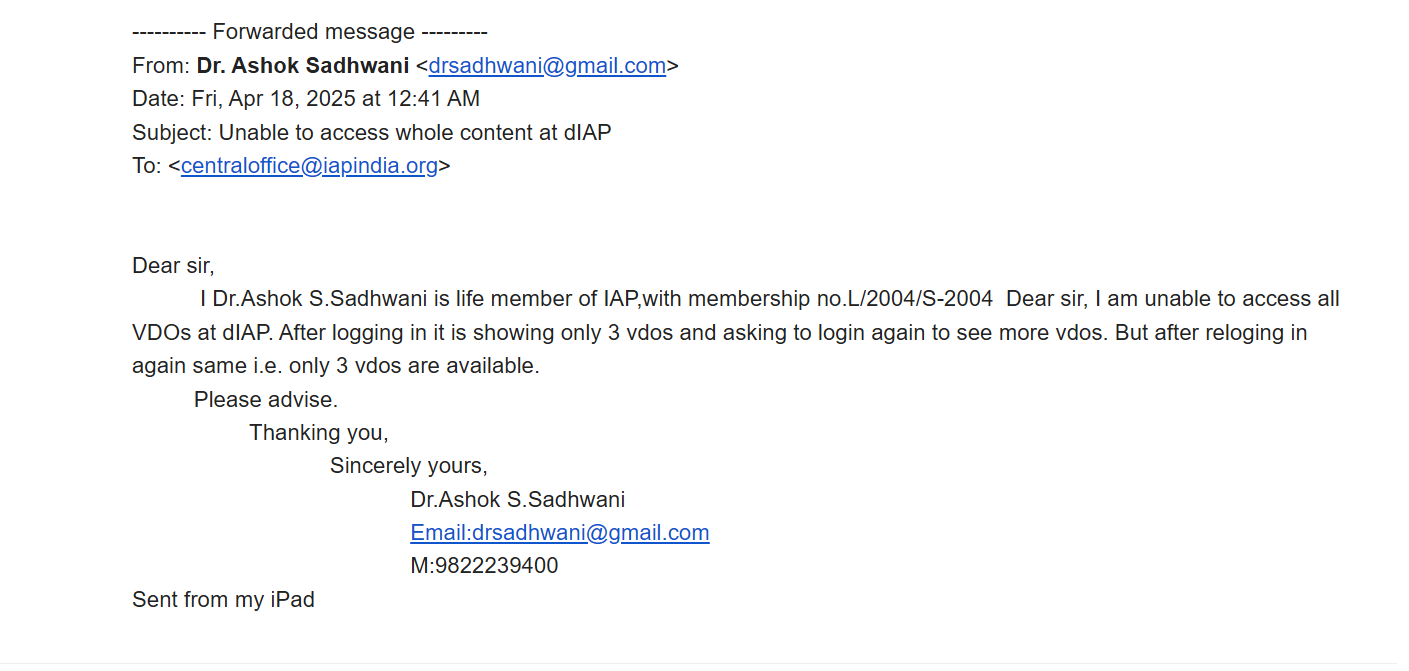 ---------- Forwarded message ---------
From: Dr. Ashok Sadhwani <drsadhwani@gmail.com>
Date: Fri, Apr 18, 2025 at 12:41 AM
Subject: Unable to access whole content at dIAP
To: <centraloffice@iapindia.org>
Dear sir,
I Dr.Ashok S.Sadhwani is life member of IAP,with membership no.L/2004/S-2004  Dear sir, I am unable to access all
VDOs at dIAP. After logging in it is showing only 3 vdos and asking to login again to see more vdos. But after reloging in
again same i.e. only 3 vdos are available.
Please advise.
Thanking you,
Sincerely yours,
Dr.Ashok S.Sadhwani
Email:drsadhwani@gmail.com
M:9822239400
Sent from my iPad